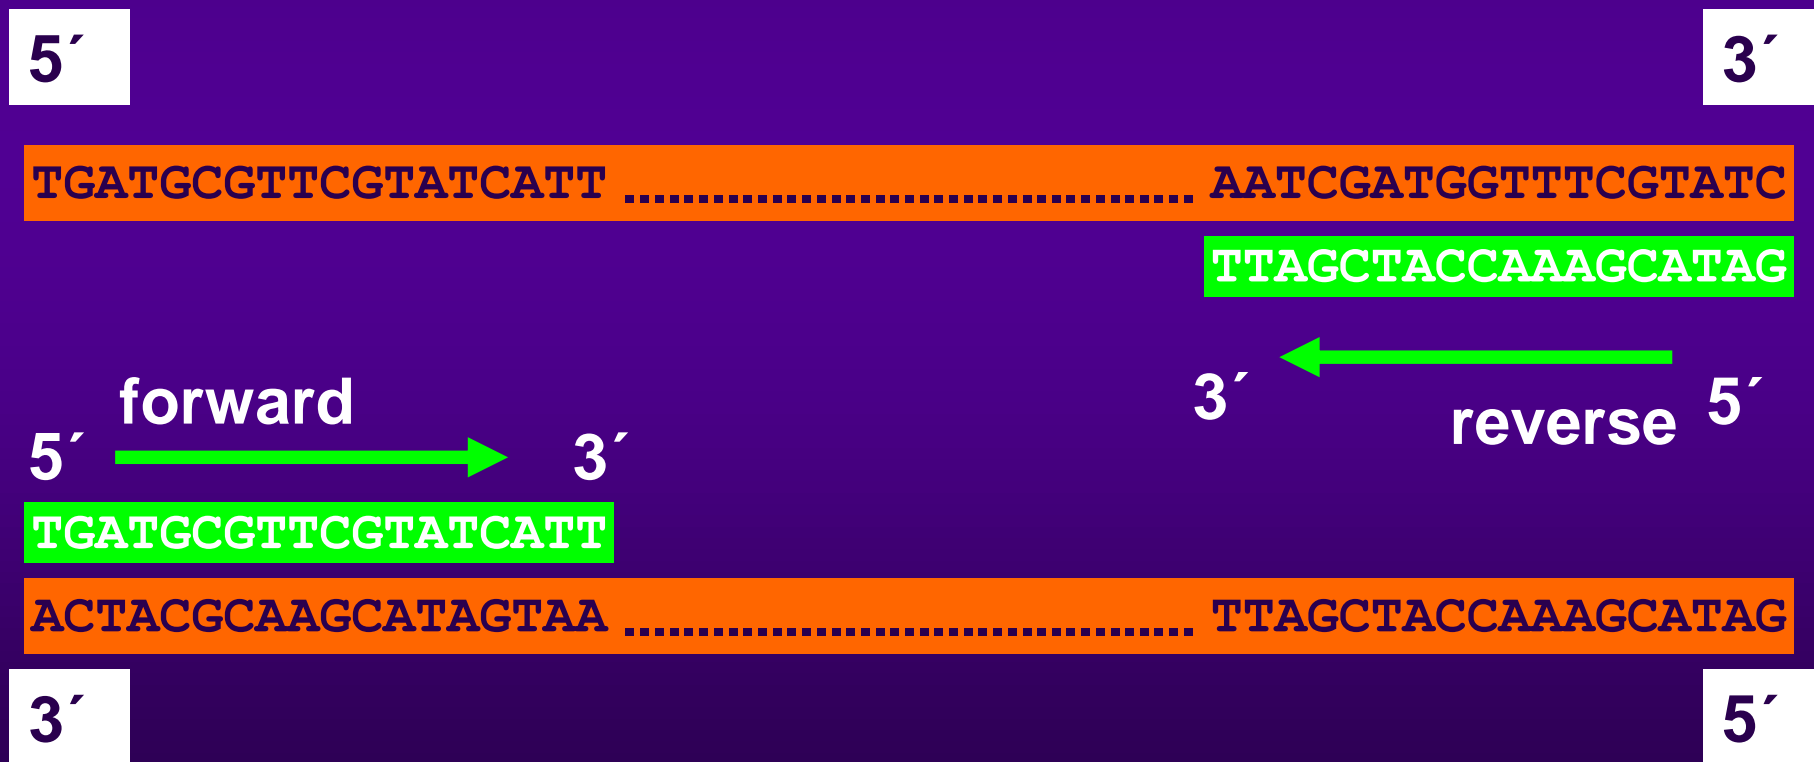 5´ 3´
TGATGCGTTCGTATCATT ....................................... AATCGATGGTTTCGTATC
TTAGCTACCAAAGCATAG
3´ reverse 5´
forward
5´ 3´
TGATGCGTTCGTATCATT
ACTACGCAAGCATAGTAA ....................................... TTAGCTACCAAAGCATAG
3´ 5´